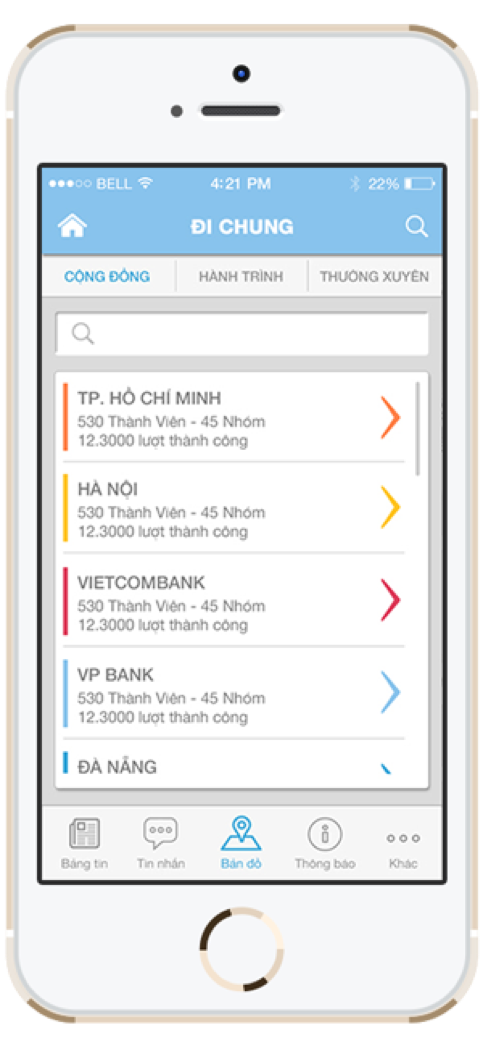 BELL 4:21 PM 22%
ĐI CHUNG
CỘNG ĐỒNG HÀNH TRÌNH THƯỜNG XUYÊN
TP. HỒ CHÍ MINH
530 Thành Viên - 45 Nhóm
12.3000 lượt thành công
HÀ NỘI
530 Thành Viên - 45 Nhóm
12.3000 lượt thành công
VIETCOMBANK
530 Thành Viên - 45 Nhóm
12.3000 lượt thành công
VP BANK
530 Thành Viên - 45 Nhóm
12.3000 lượt thành công
ĐÀ NẴNG
Bảng tin Tin nhắn Bản đồ Thông báo Khác